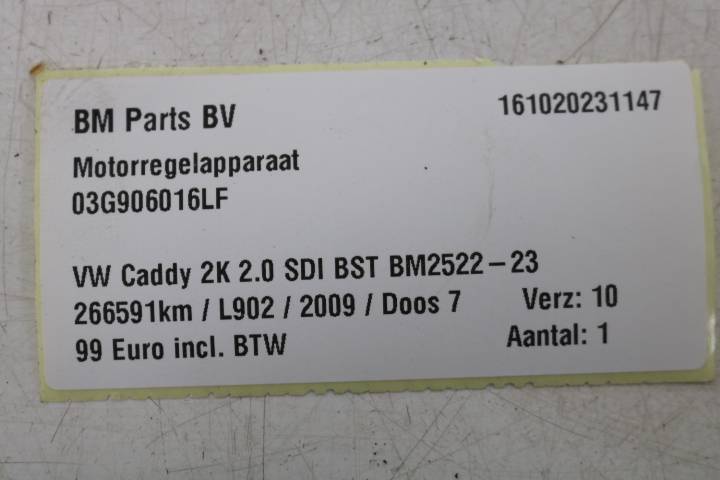 BM Parts BV 161020231147
Motorregelapparaat
03G906016LF
VW Caddy 2K 2.0 SDI BST BM2522-23
266591km / L902 / 2009 / Doos 7 Verz: 10
99 Euro incl. BTW Aantal: 1